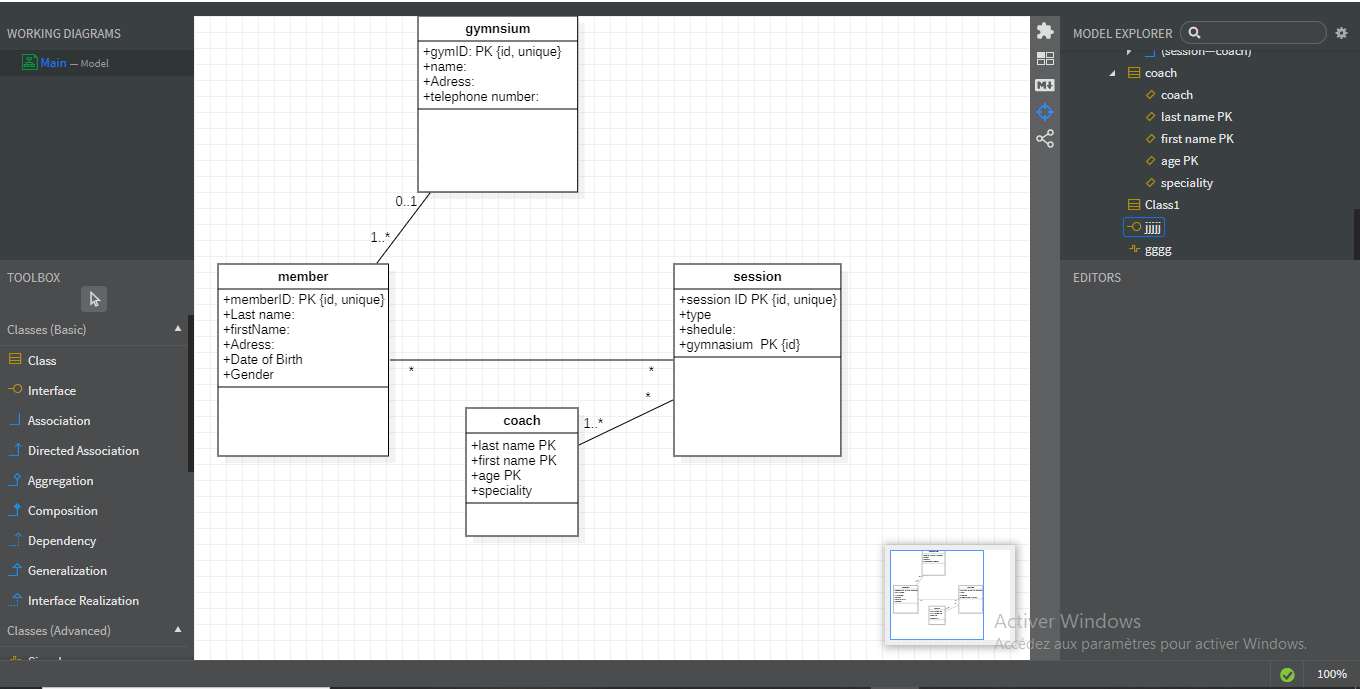 WORKING DIAGRAMS
Main — Model
TOOLBOX
Classes (Basic)
Class
Interface
Association
Directed Association
Aggregation
Composition
Dependency
Generalization
Interface Realization
Classes (Advanced)
gymnsium
+gymID: PK {id, unique}
+name:
+Adress:
+telephone number:
0..1
1..*
member
+memberID: PK {id, unique}
+Last name:
+firstName:
+Adress:
+Date of Birth
+Gender
*
*
session
+session ID PK {id, unique}
+type
+shedule:
+gymnasium PK {id}
*
1..*
coach
+last name PK
+first name PK
+age PK
+speciality
MODEL EXPLORER
(session—coach)
coach
coach
last name PK
first name PK
age PK
speciality
Class1
jjjjj
gggg
EDITORS
Activer Windows
Accédez aux paramètres pour activer Windows.
100%